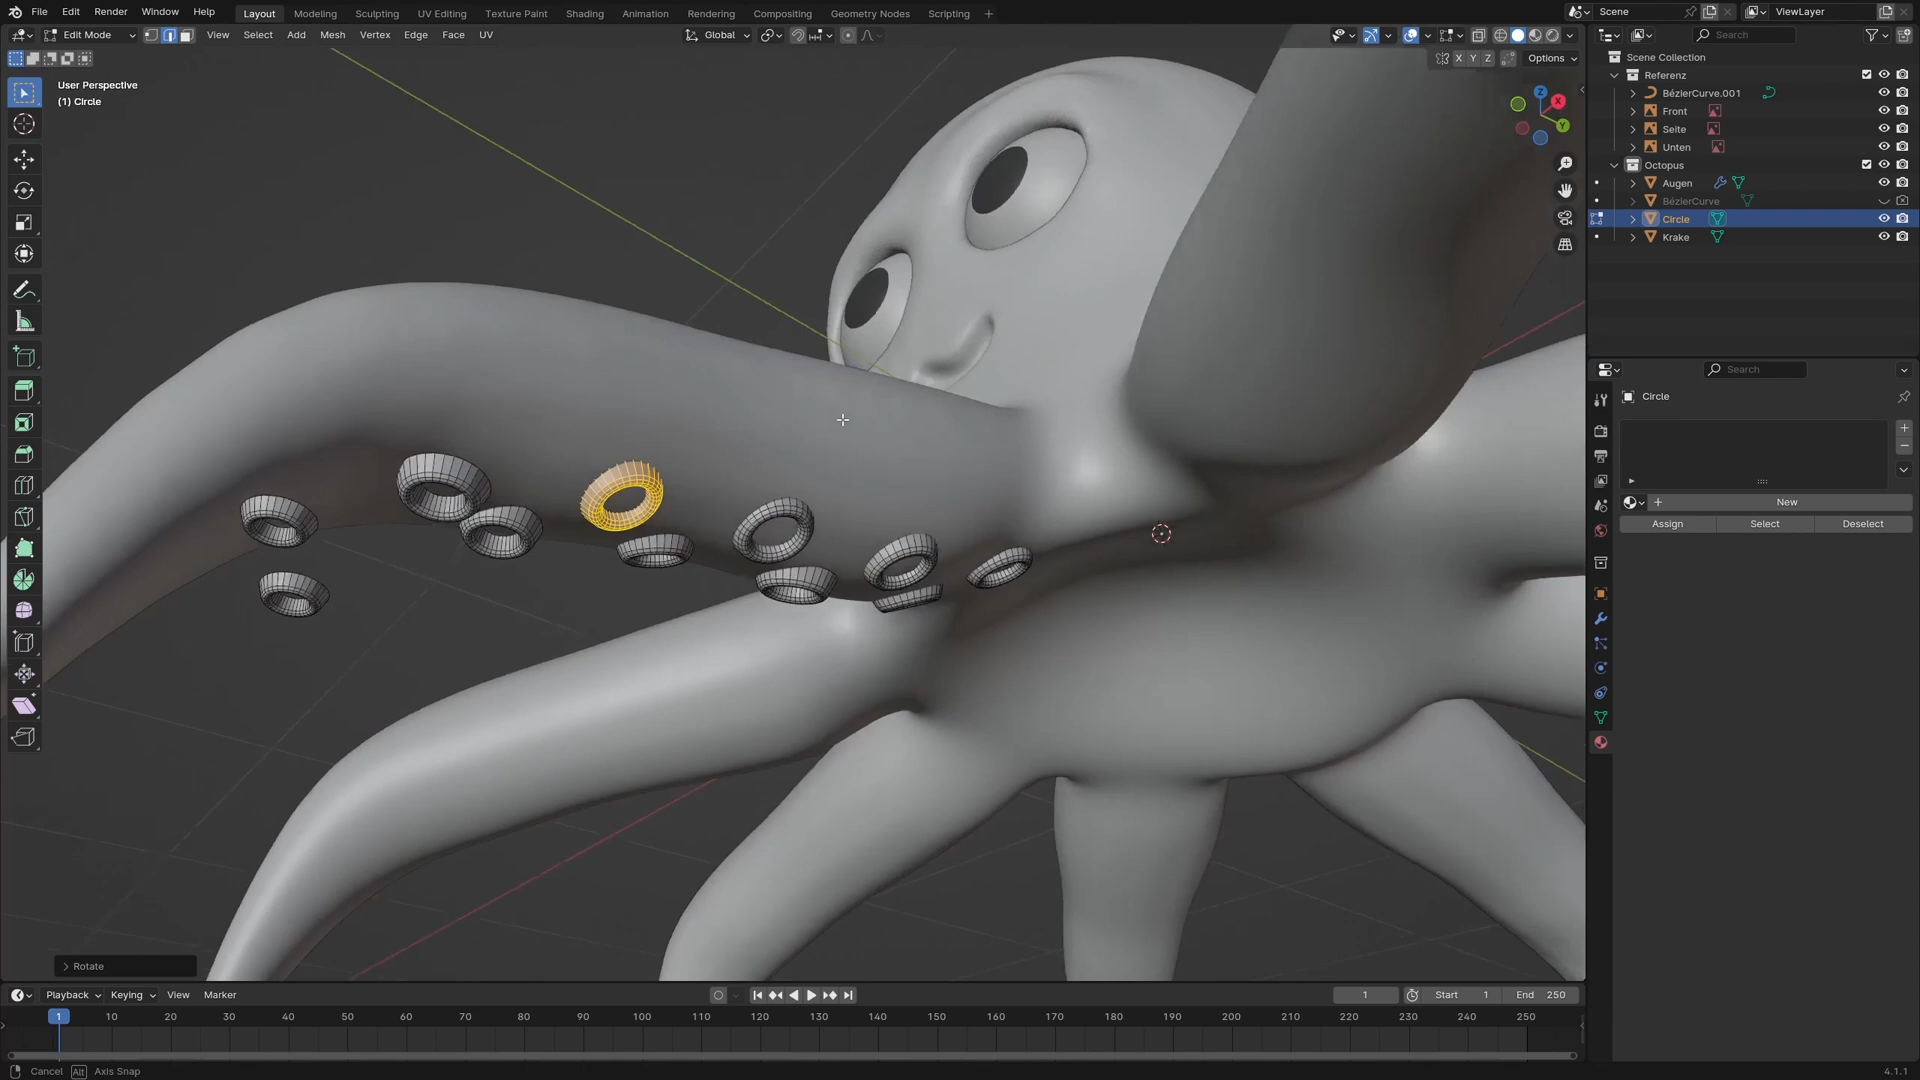 File Edit Render Window Help Layout Modeling Sculpting UV Editing Texture Paint Shading Animation Rendering Compositing Geometry Nodes Scripting + Scene ViewLayer
Edit Mode View Select Add Mesh Vertex Edge Face UV Global Search
X Y Z Options
User Perspective
(1) Circle
Z
X
Y
Scene Collection
Referenz
BézierCurve.001
Front
Seite
Unten
Octopus
Augen
BézierCurve
Circle
Krake
Search
Circle
New
Assign Select Deselect
Rotate
Playback Keying View Marker 1 Start 1 End 250
1 10 20 30 40 50 60 70 80 90 100 110 120 130 140 150 160 170 180 190 200 210 220 230 240 250
Cancel Alt Axis Snap 4.1.1